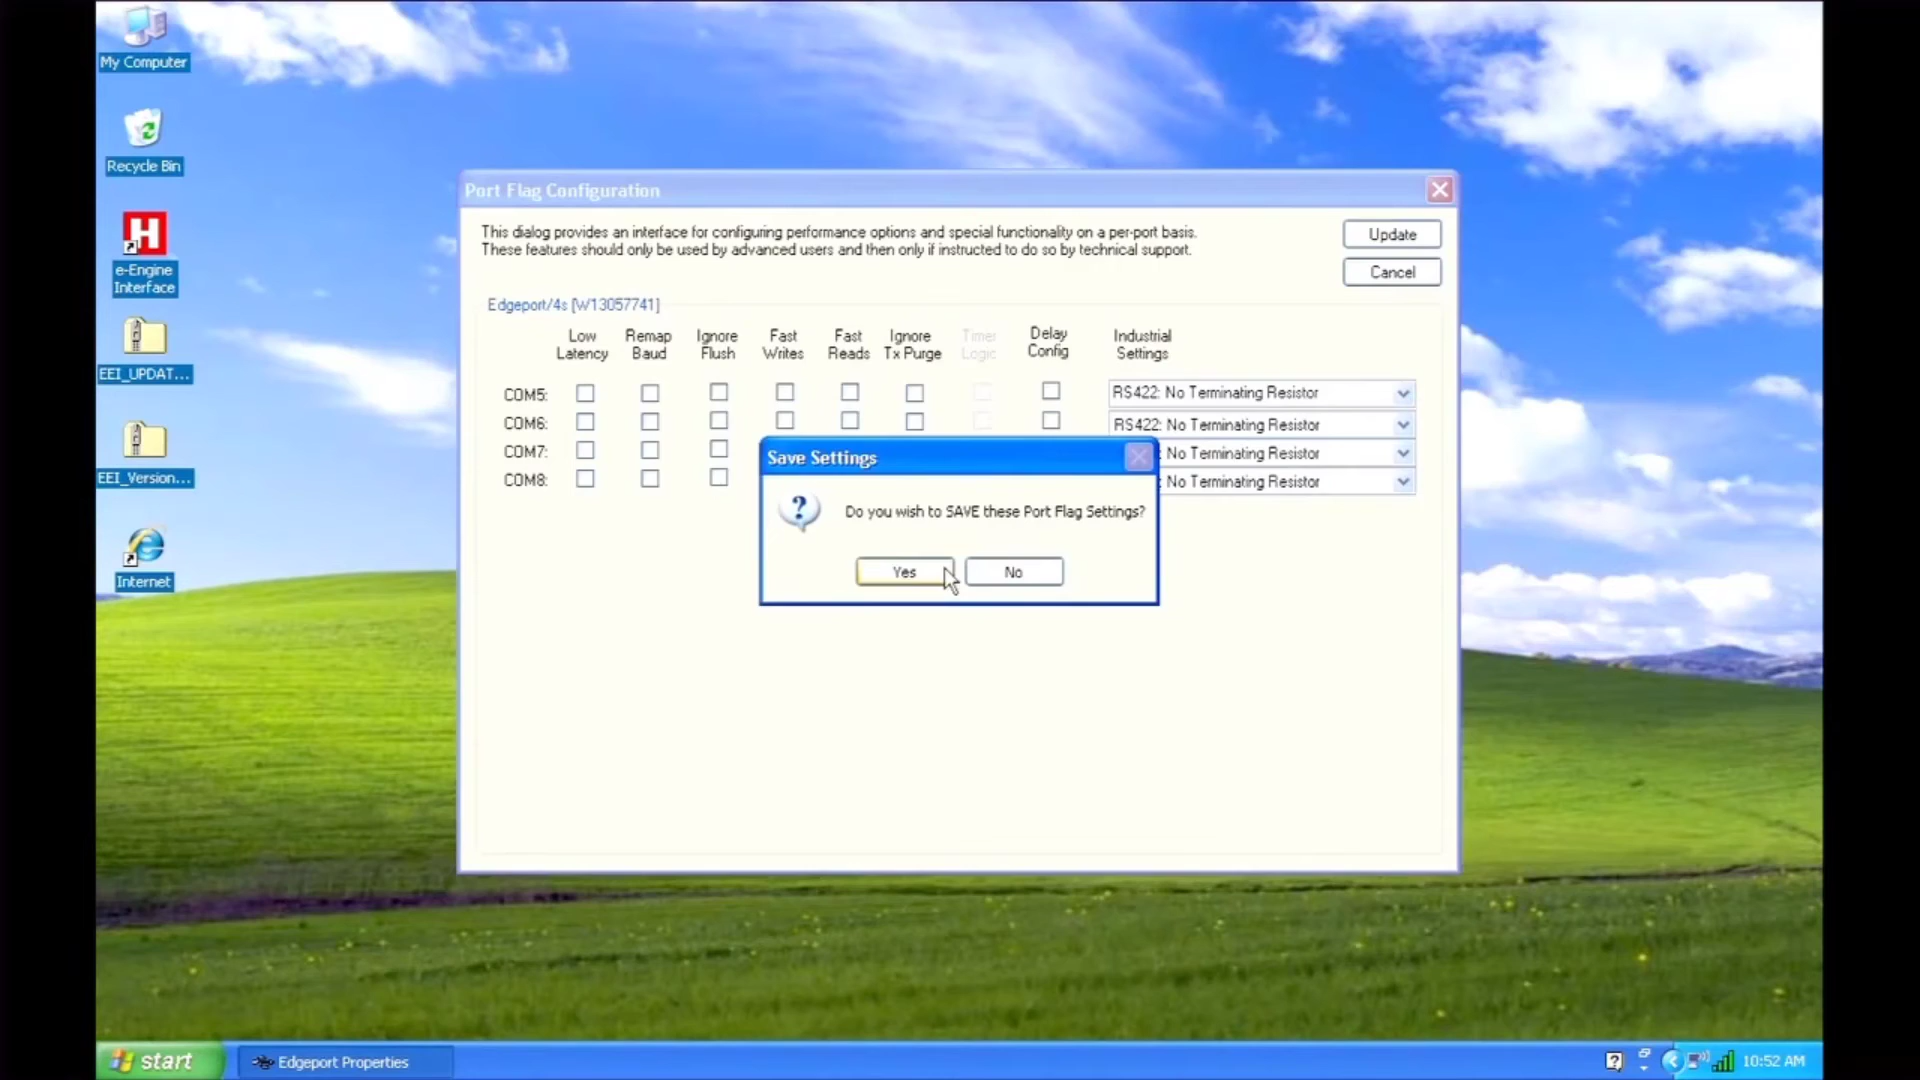 My Computer
Recycle Bin
e-Engine
Interface
EEI_UPDAT...
EEI_Version...
Internet
Port Flag Configuration
This dialog provides an interface for configuring performance options and special functionality on a per-port basis.
These features should only be used by advanced users and then only if instructed to do so by technical support.
Update
Cancel
Edgeport/4s [W13057741]
Low Latency
Remap Baud
Ignore Flush
Fast Writes
Fast Reads
Ignore Tx Purge
Timer Logic
Delay Config
Industrial Settings
COM5: RS422: No Terminating Resistor
COM6: RS422: No Terminating Resistor
COM7: : No Terminating Resistor
COM8: : No Terminating Resistor
Save Settings
Do you wish to SAVE these Port Flag Settings?
Yes
No
start
Edgeport Properties
10:52 AM